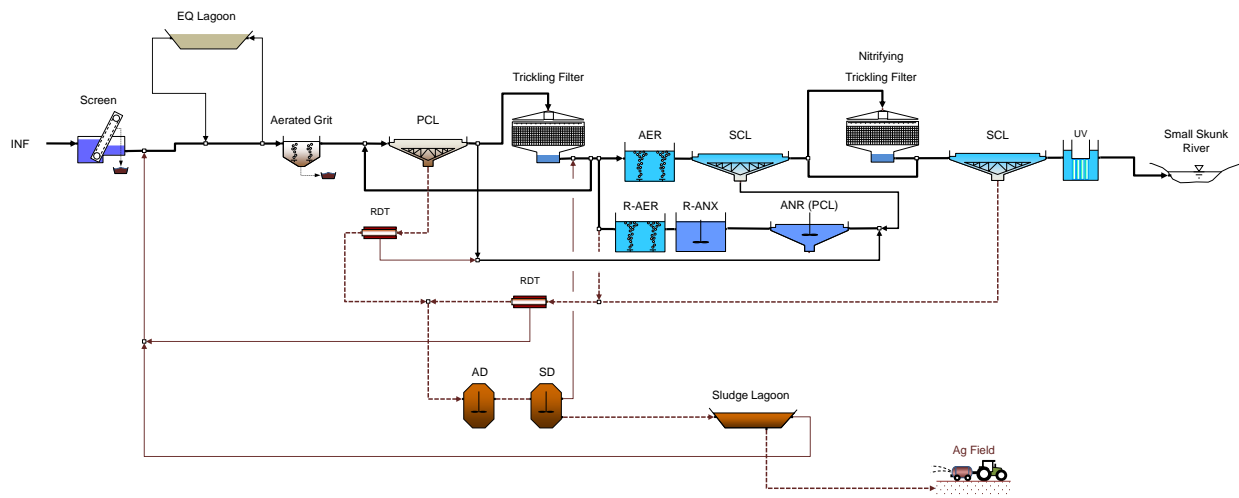 EQ Lagoon
Screen
INF
Aerated Grit
PCL
Trickling Filter
AER
SCL
Nitrifying
Trickling Filter
SCL
UV
Small Skunk
River
RDT
R-AER
R-ANX
ANR (PCL)
RDT
AD
SD
Sludge Lagoon
Ag Field